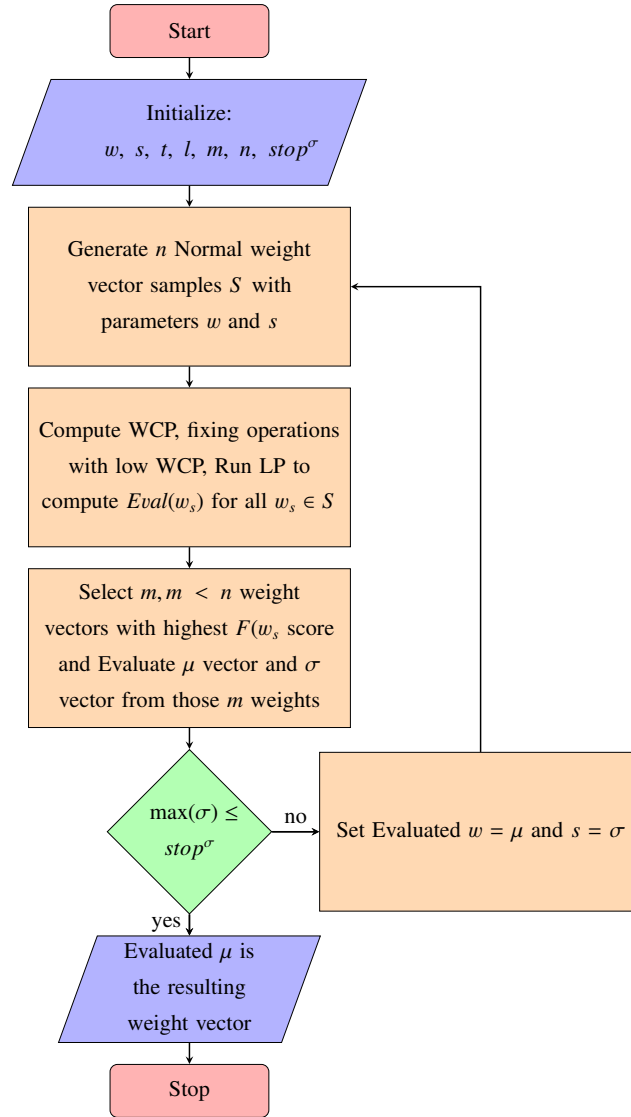 Start
Initialize:
w, s, t, l, m, n, stop^σ
Generate n Normal weight
vector samples S with
parameters w and s
Compute WCP, fixing operations
with low WCP, Run LP to
compute Eval(w_s) for all w_s ∈ S
Select m, m < n weight
vectors with highest F(w_s score
and Evaluate μ vector and σ
vector from those m weights
max(σ) ≤
stop^σ
no
Set Evaluated w = μ and s = σ
yes
Evaluated μ is
the resulting
weight vector
Stop